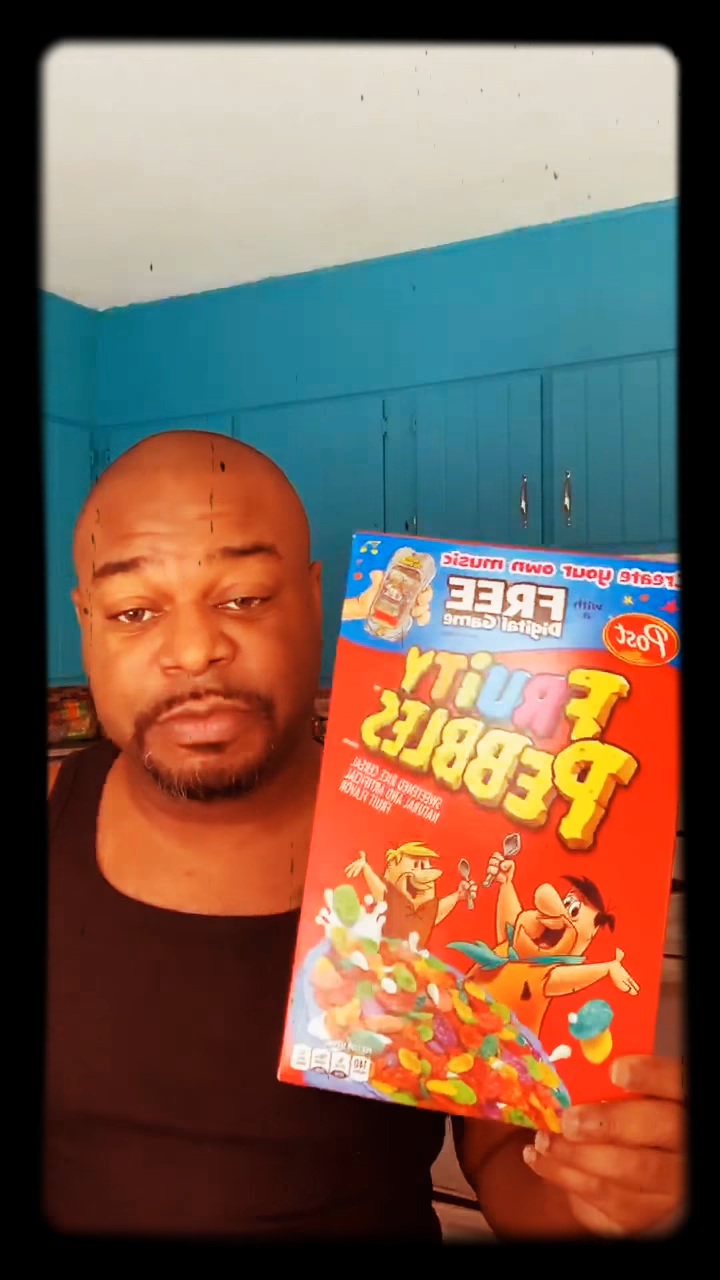 Create your own music
with a
FREE
Digital Game
Post
FRUiTY
PEBBLES
SWEETENED RICE CEREAL
NATURAL AND ARTIFICIAL
FRUIT FLAVOR
140